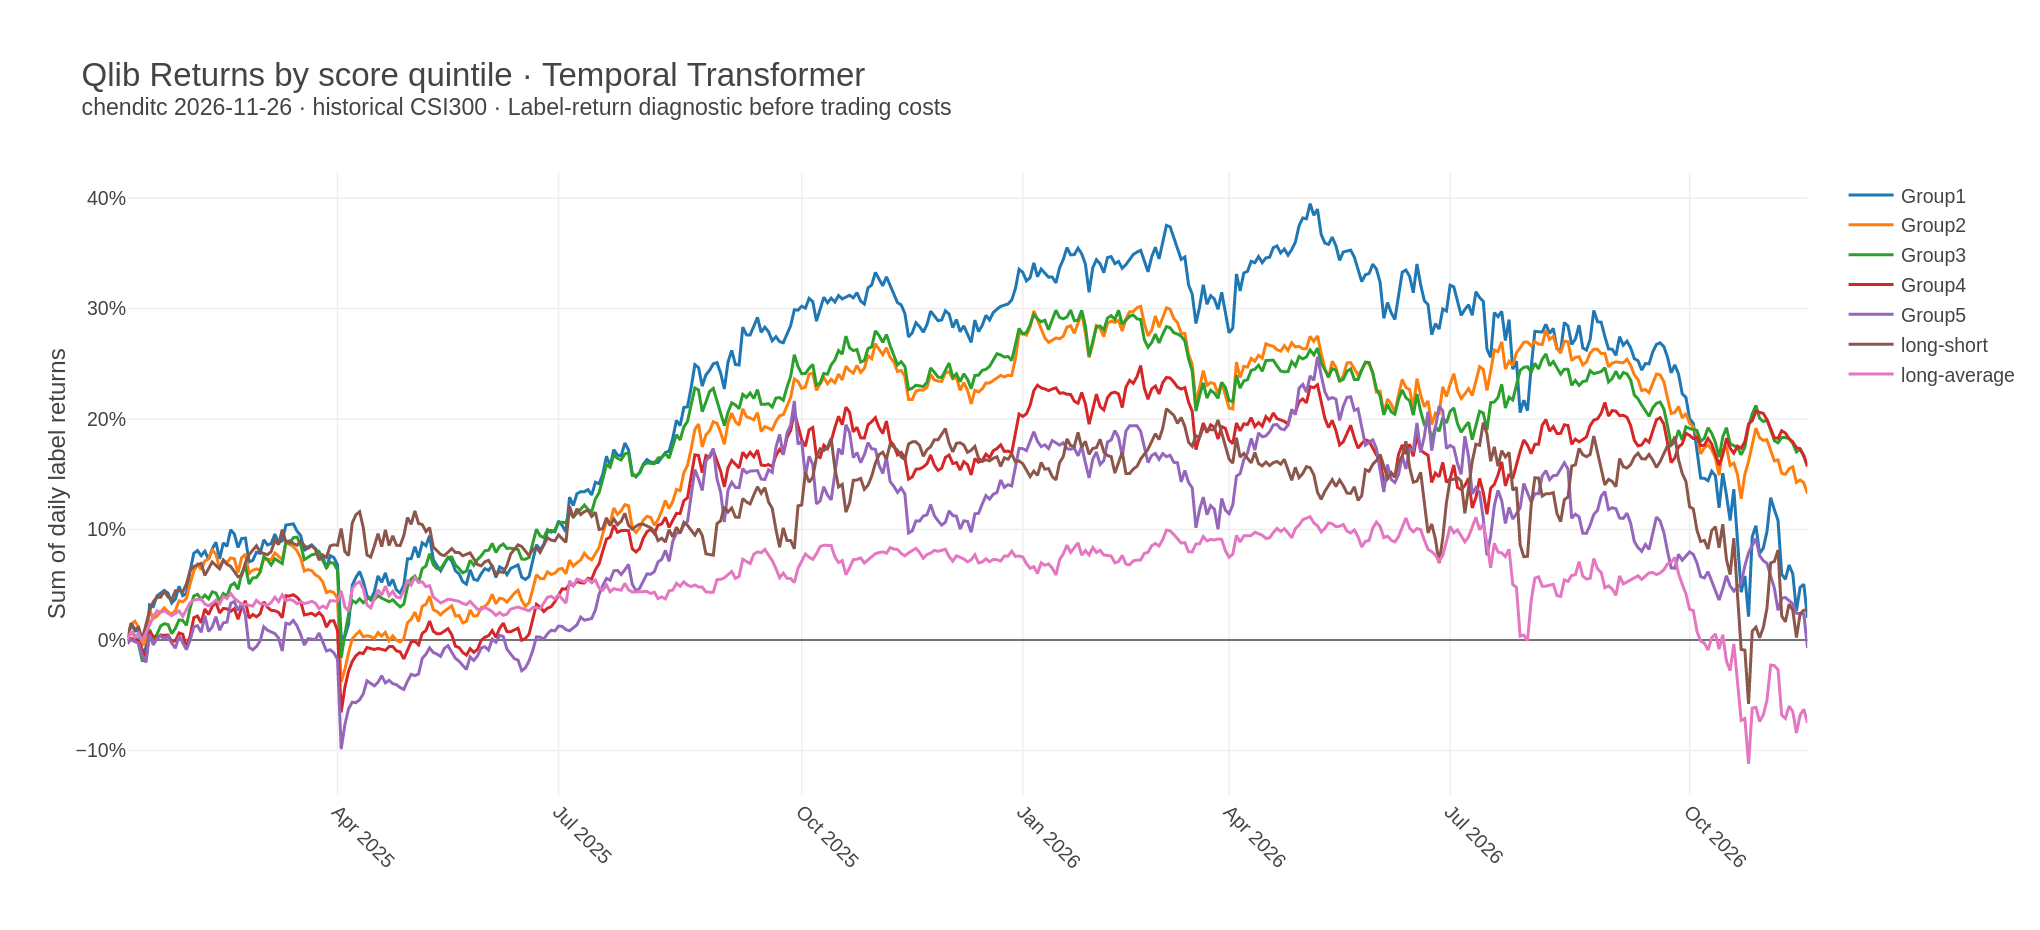 Qlib Returns by score quintile · Temporal Transformer
chenditc 2026-11-26 · historical CSI300 · Label-return diagnostic before trading costs
Sum of daily label returns
40%
30%
20%
10%
0%
−10%
Apr 2025
Jul 2025
Oct 2025
Jan 2026
Apr 2026
Jul 2026
Oct 2026
Group1
Group2
Group3
Group4
Group5
long-short
long-average